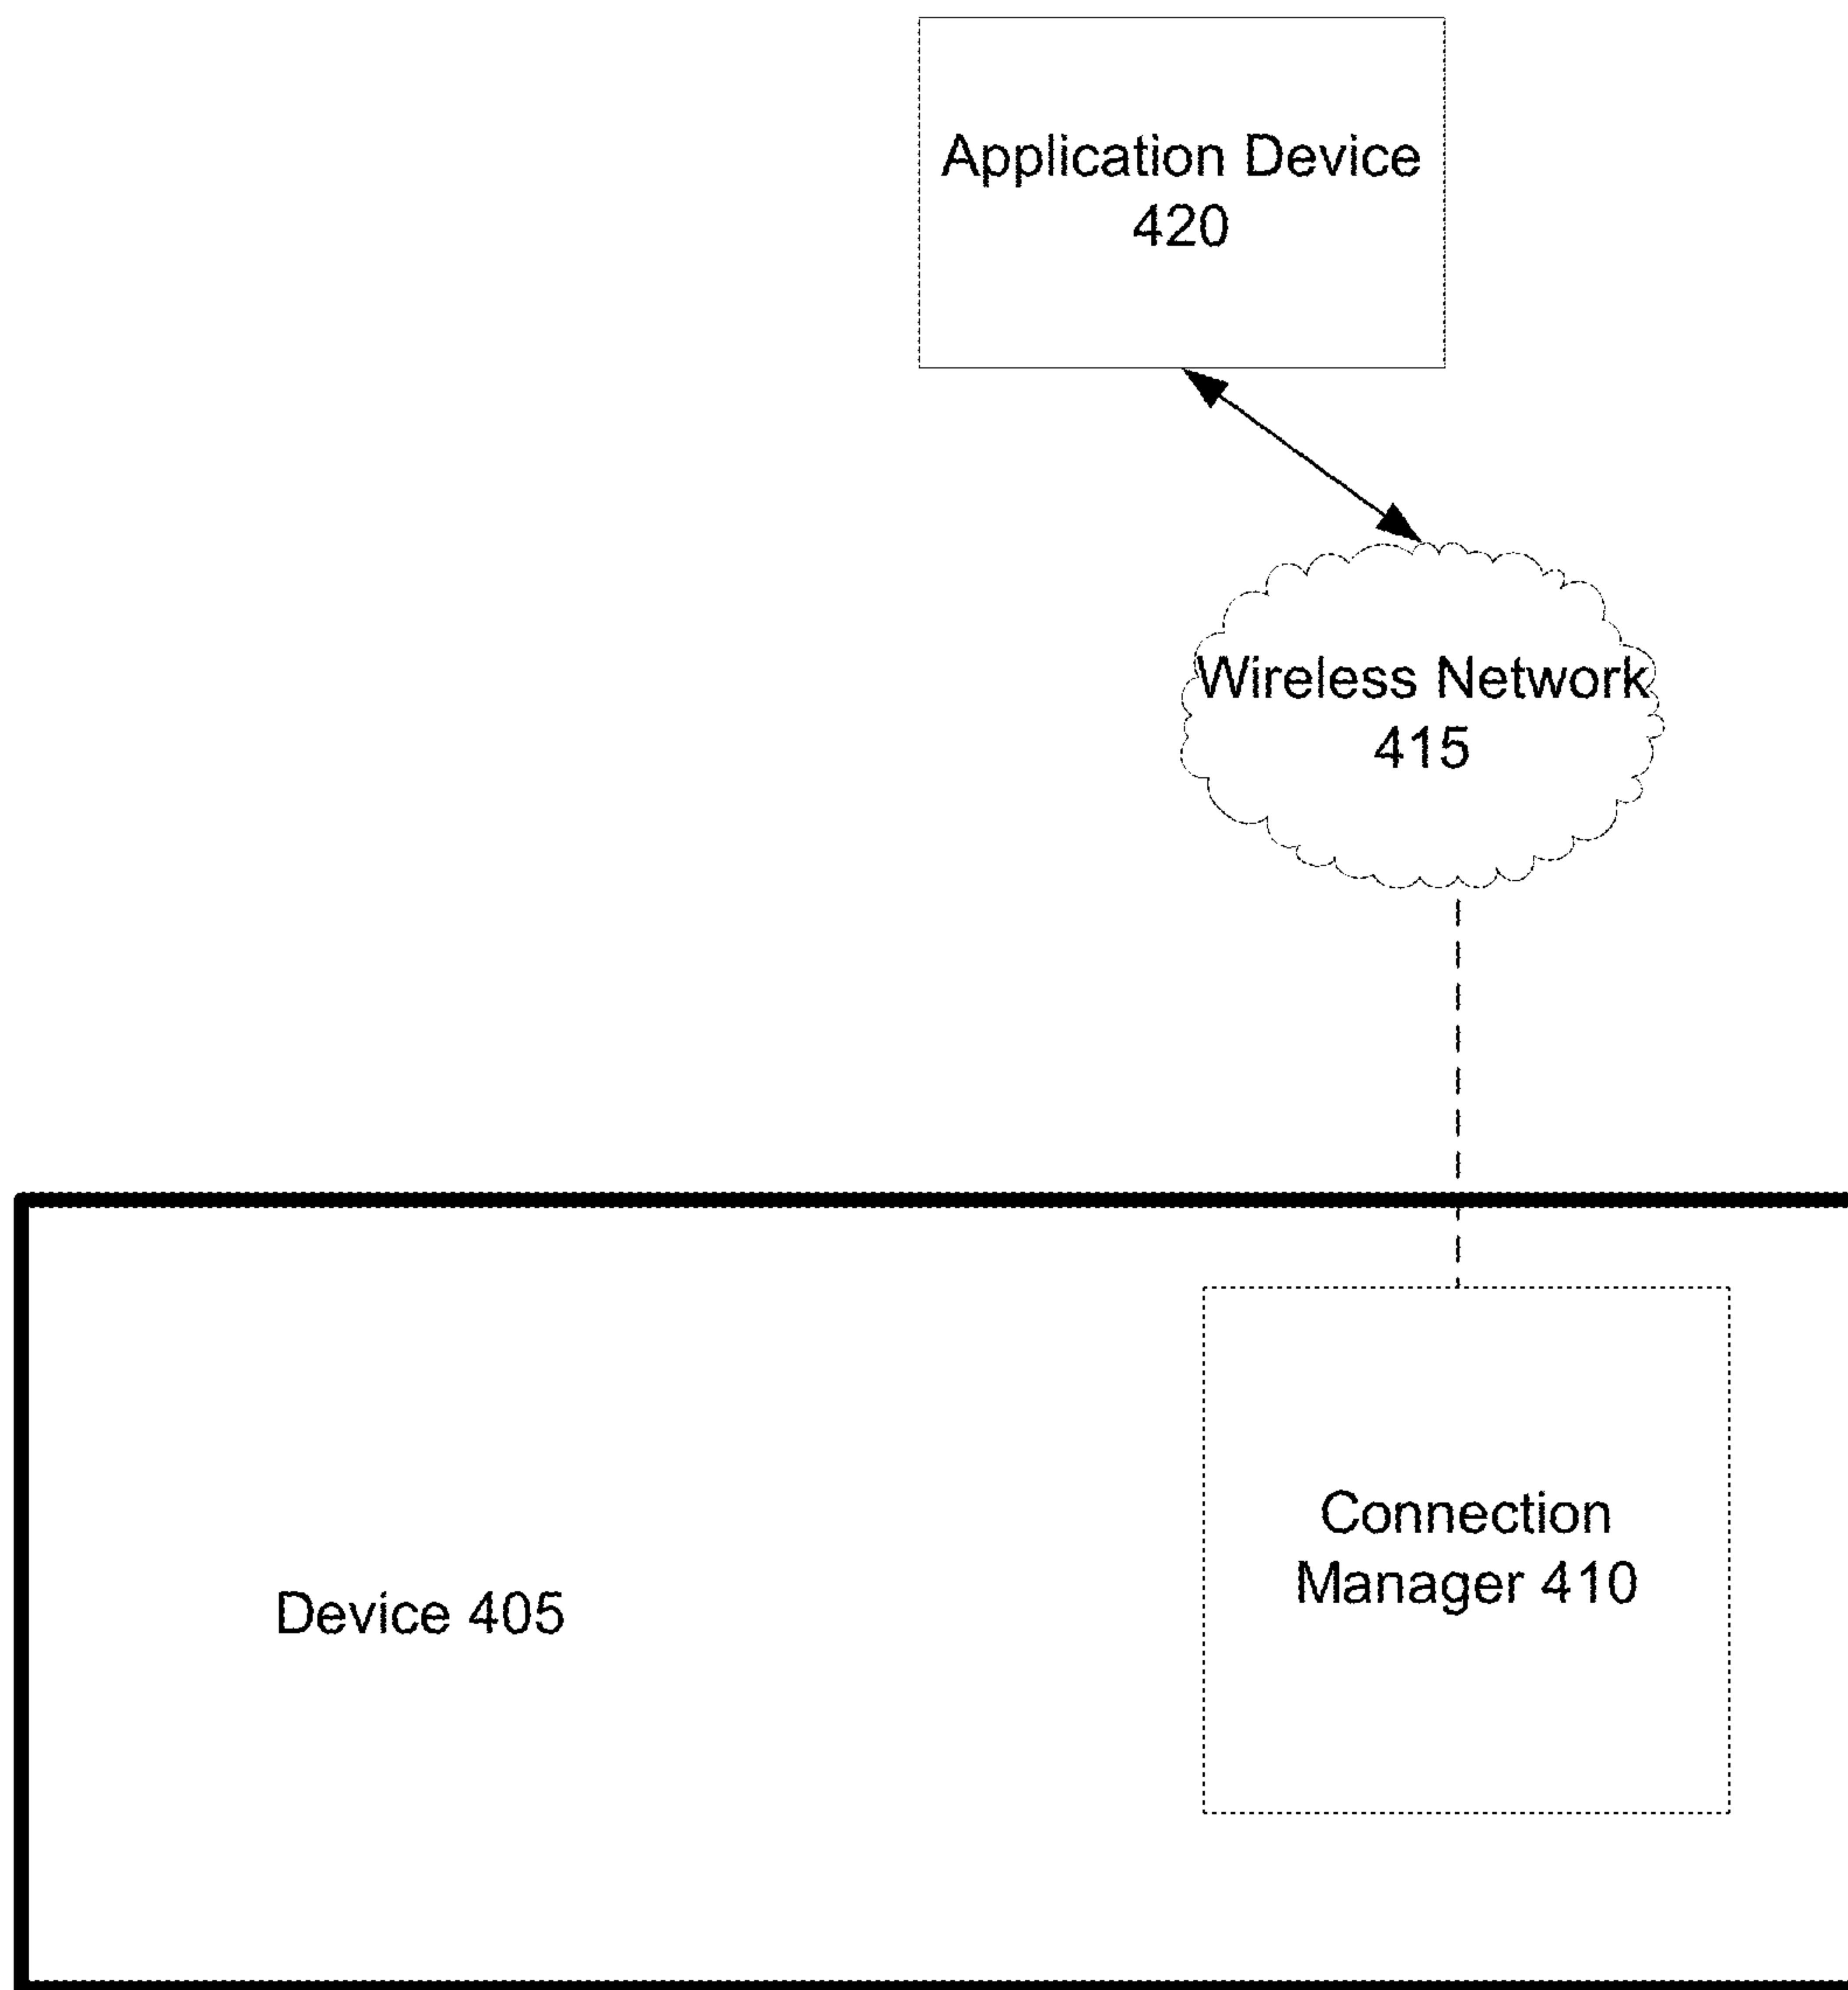 Application Device
420
Wireless Network
415
Connection
Manager 410
Device 405